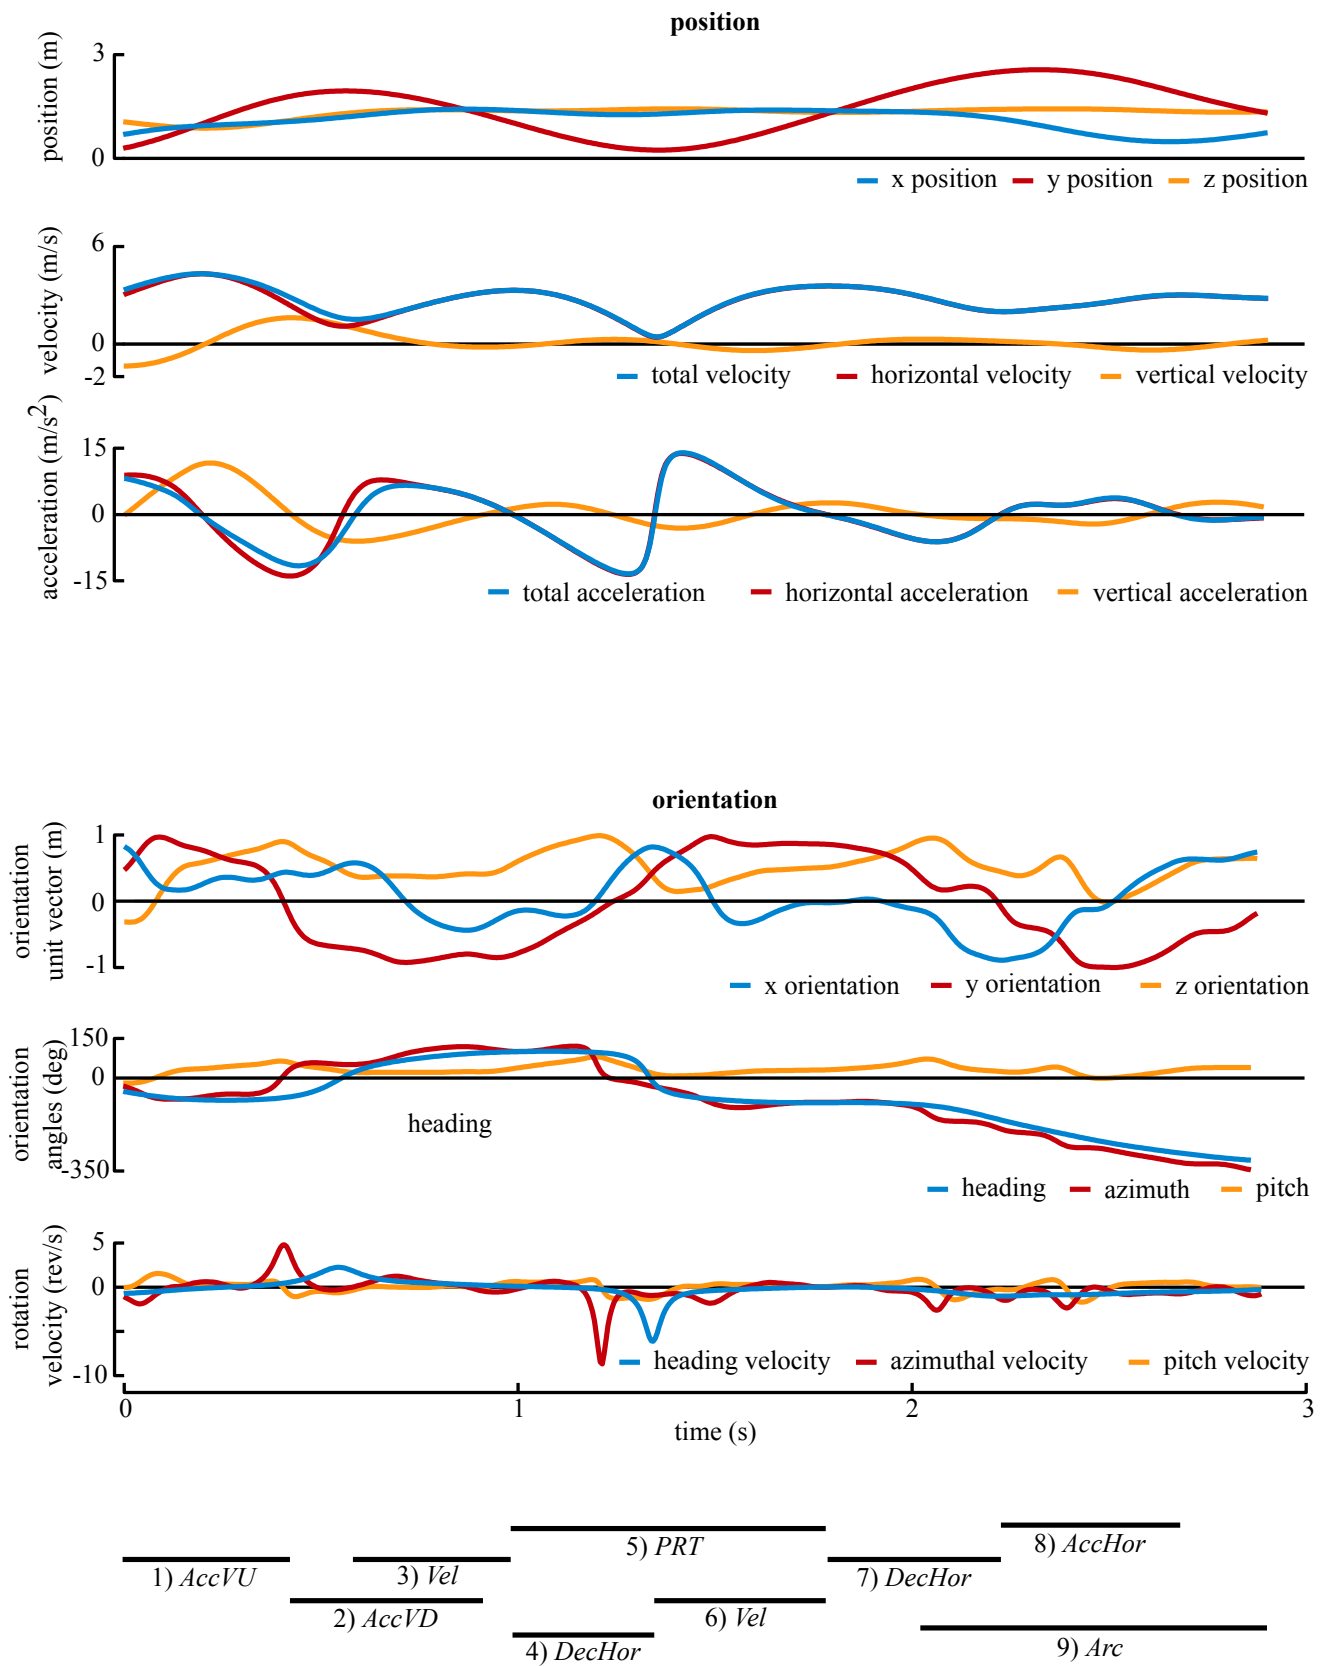 position
position (m)
3
0
x position y position z position
velocity (m/s)
6
0
-2
total velocity horizontal velocity vertical velocity
acceleration (m/s2)
15
0
-15
total acceleration horizontal acceleration vertical acceleration
orientation
orientation
unit vector (m)
1
0
-1
x orientation y orientation z orientation
orientation
angles (deg)
150
0
-350
heading
heading azimuth pitch
rotation
velocity (rev/s)
5
0
-10
heading velocity azimuthal velocity pitch velocity
0 1 2 3
time (s)
5) PRT
8) AccHor
1) AccVU
3) Vel
7) DecHor
2) AccVD
6) Vel
4) DecHor
9) Arc